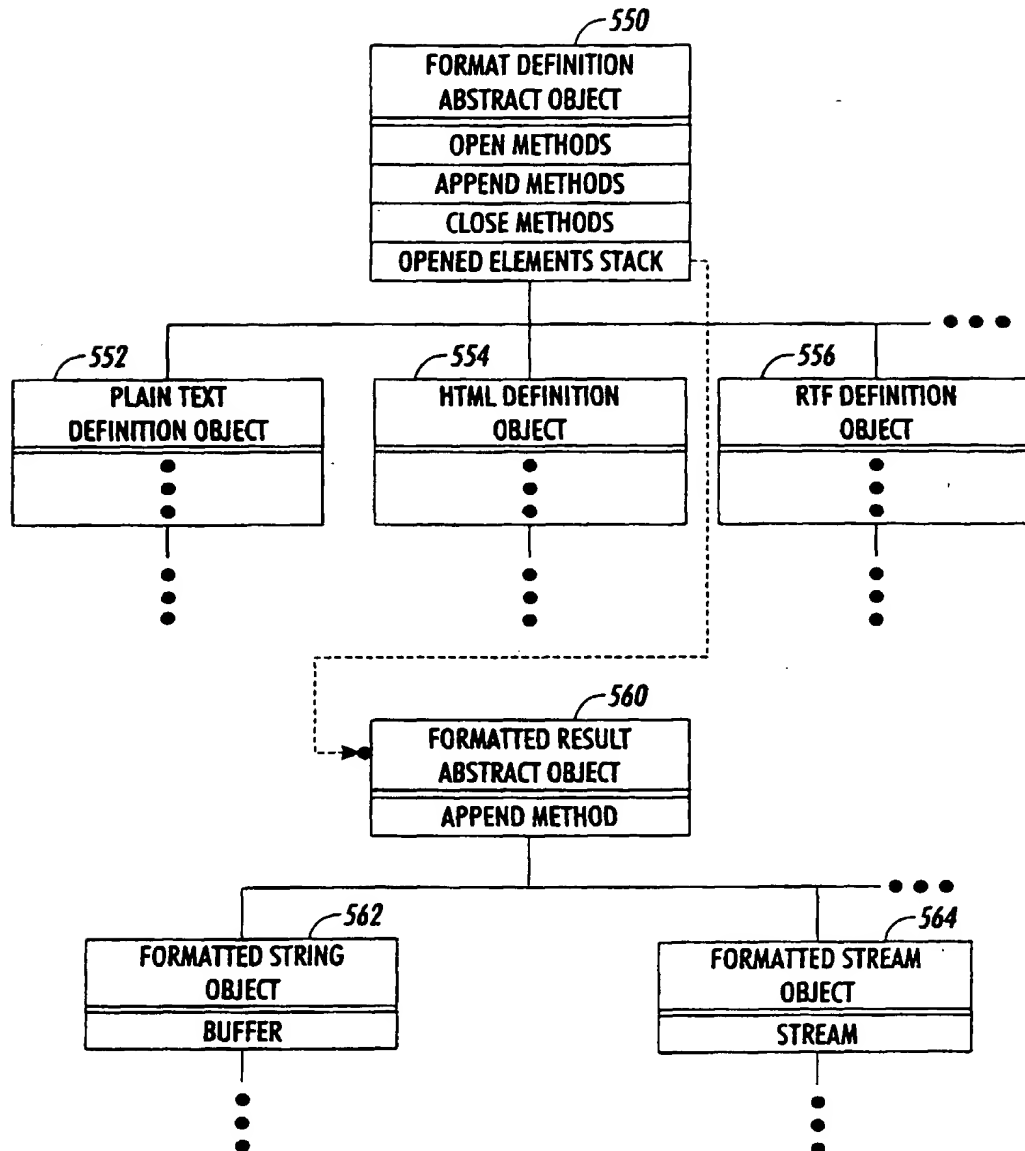 550
FORMAT DEFINITION
ABSTRACT OBJECT
OPEN METHODS
APPEND METHODS
CLOSE METHODS
OPENED ELEMENTS STACK
552
PLAIN TEXT
DEFINITION OBJECT
554
HTML DEFINITION
OBJECT
556
RTF DEFINITION
OBJECT
560
FORMATTED RESULT
ABSTRACT OBJECT
APPEND METHOD
562
FORMATTED STRING
OBJECT
BUFFER
564
FORMATTED STREAM
OBJECT
STREAM